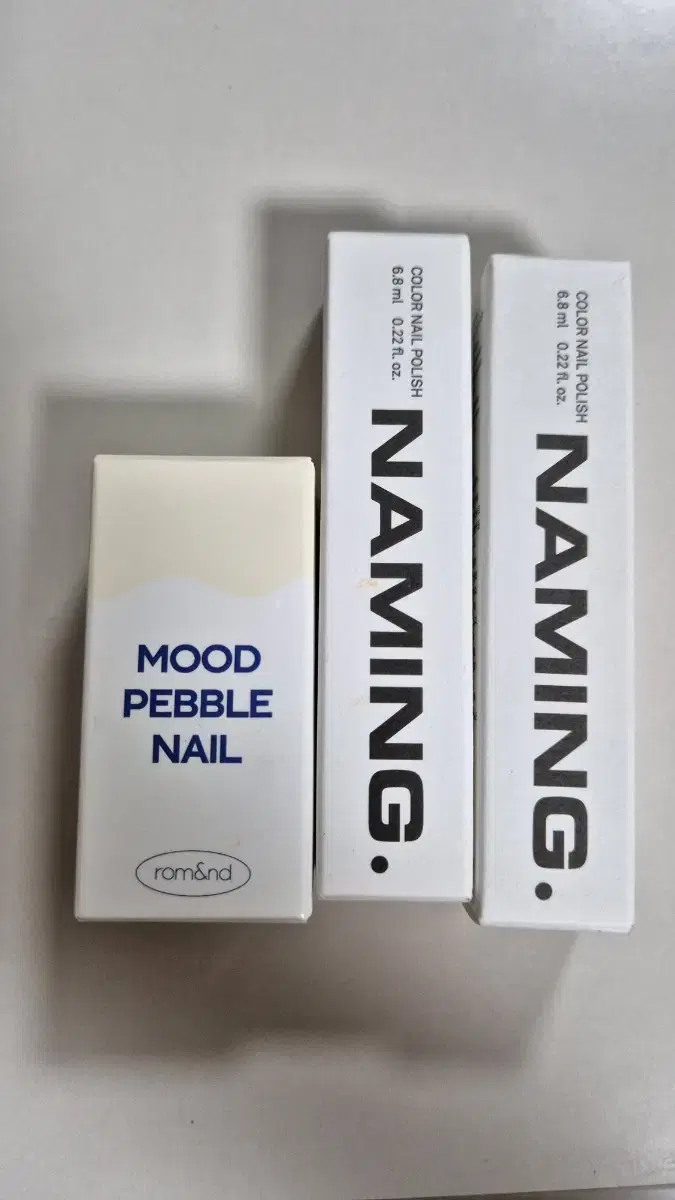 MOOD
PEBBLE
NAIL
rom&nd
COLOR NAIL POLISH
6.8 ml 0.22 fl. oz.
NAMING.
COLOR NAIL POLISH
6.8 ml 0.22 fl. oz.
NAMING.